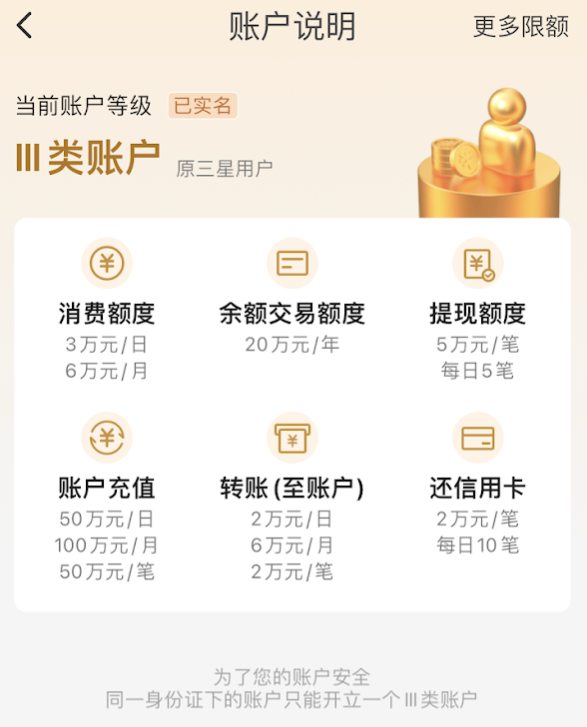 账户说明 更多限额
当前账户等级 已实名
III类账户 原三星用户
消费额度 余额交易额度 提现额度
3万元/日 20万元/年 5万元/笔
6万元/月 每日5笔
账户充值 转账(至账户) 还信用卡
50万元/日 2万元/日 2万元/笔
100万元/月 6万元/月 每日10笔
50万元/笔 2万元/笔
为了您的账户安全
同一身份证下的账户只能开立一个III类账户